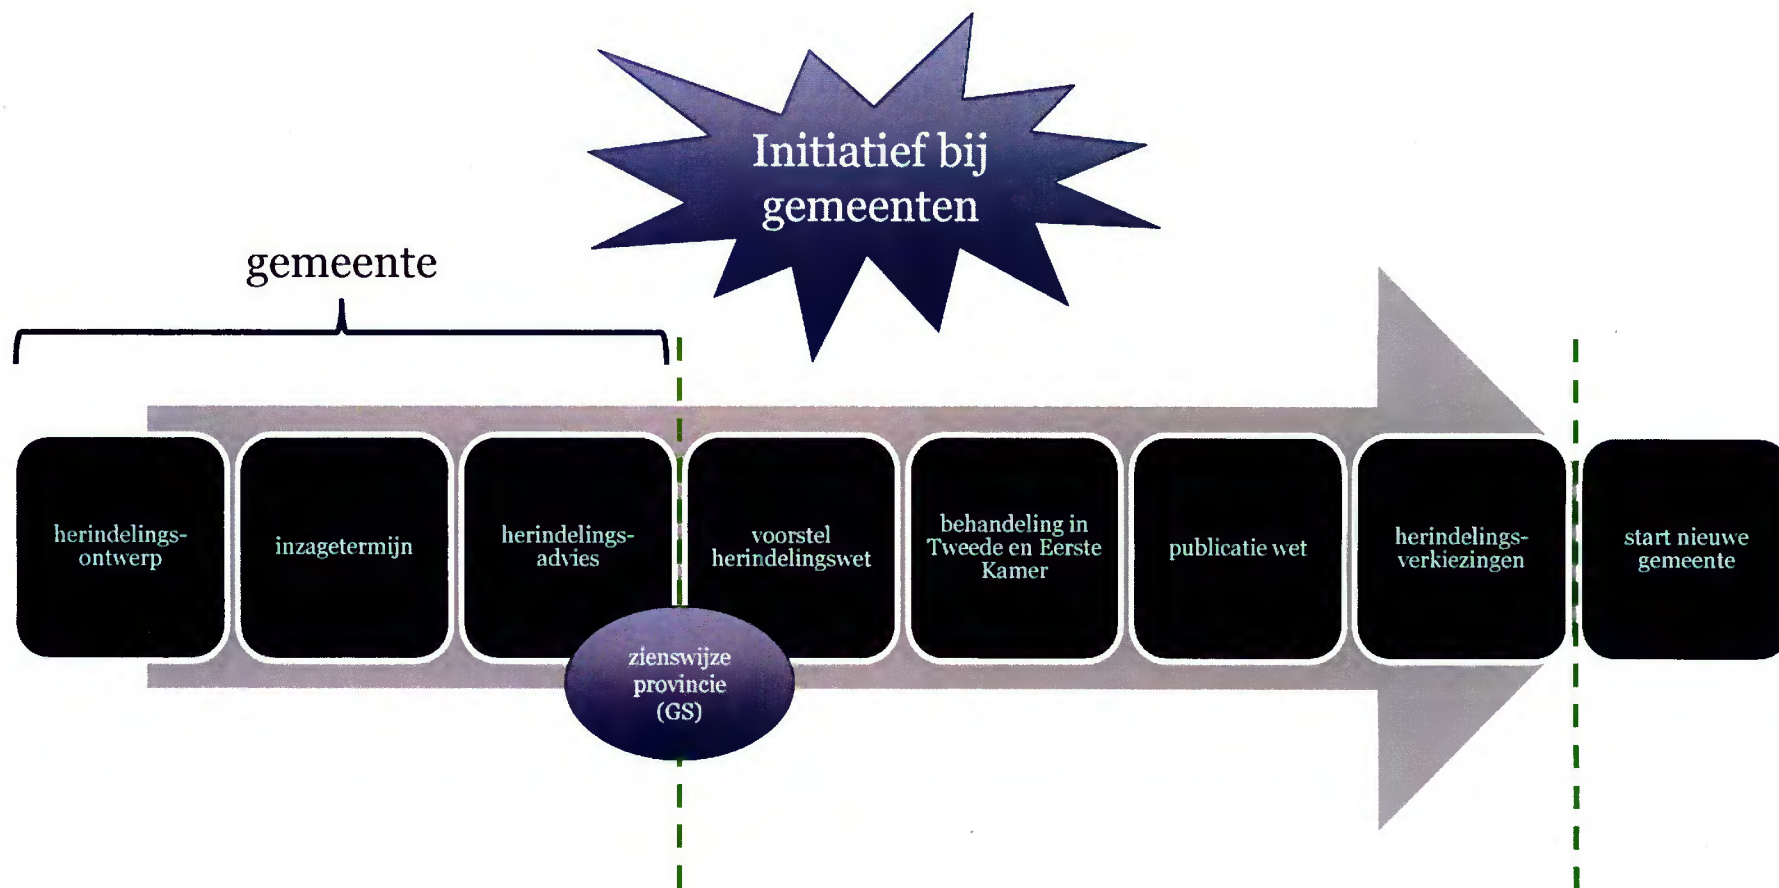 Initiatief bij
gemeenten
gemeente
herindelings-
ontwerp
inzagetermijn
herindelings-
advies
voorstel
herindelingswet
behandeling in
Tweede en Eerste
Kamer
publicatie wet
herindelings-
verkiezingen
start nieuwe
gemeente
zienswijze
provincie
(GS)